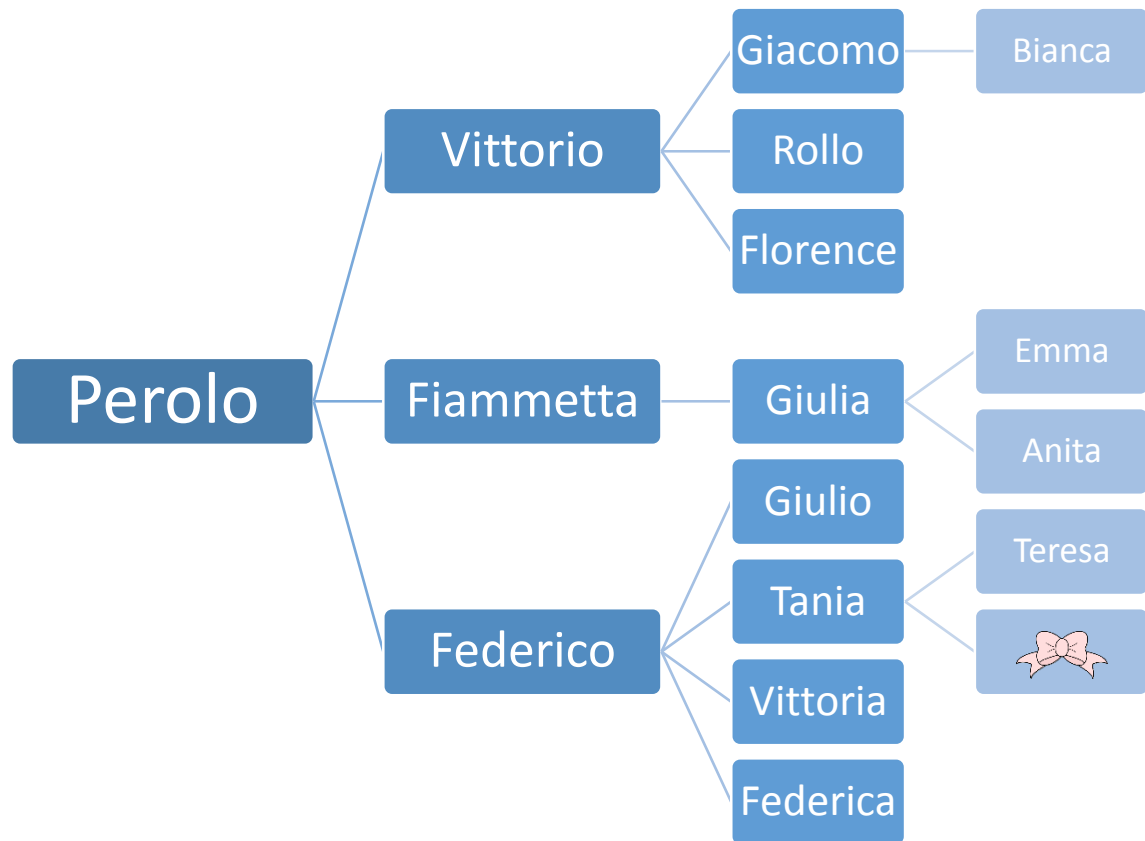 Perolo
Vittorio
Giacomo
Bianca
Rollo
Florence
Fiammetta
Giulia
Emma
Anita
Federico
Giulio
Tania
Teresa
Vittoria
Federica